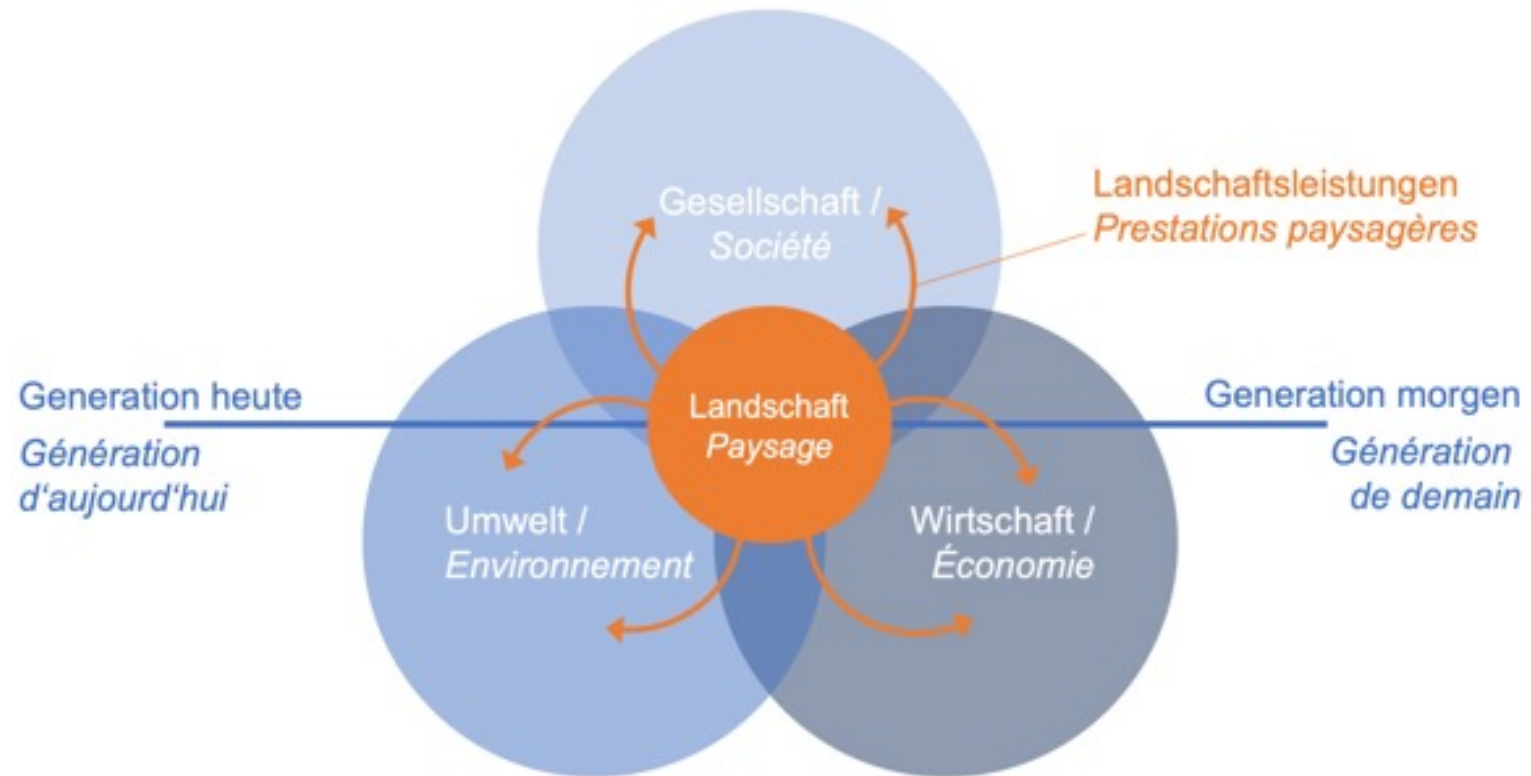 Gesellschaft /
Société
Landschaftsleistungen
Prestations paysagères
Generation heute
Génération
d‘aujourd‘hui
Landschaft
Paysage
Generation morgen
Génération
de demain
Umwelt /
Environnement
Wirtschaft /
Économie